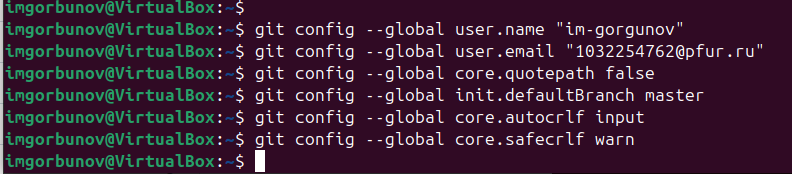 imgorbunov@VirtualBox:~$
imgorbunov@VirtualBox:~$ git config --global user.name "im-gorgunov"
imgorbunov@VirtualBox:~$ git config --global user.email "1032254762@pfur.ru"
imgorbunov@VirtualBox:~$ git config --global core.quotepath false
imgorbunov@VirtualBox:~$ git config --global init.defaultBranch master
imgorbunov@VirtualBox:~$ git config --global core.autocrlf input
imgorbunov@VirtualBox:~$ git config --global core.safecrlf warn
imgorbunov@VirtualBox:~$